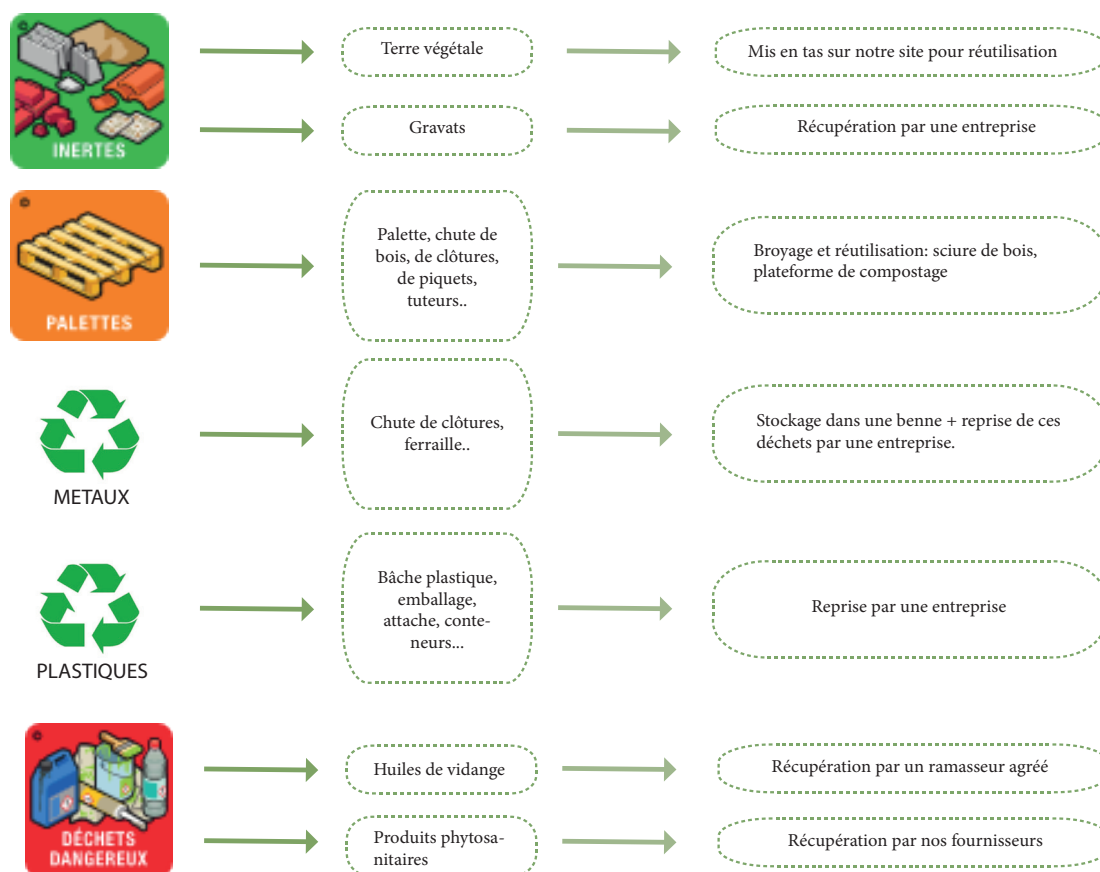 INERTES
Terre végétale
Mis en tas sur notre site pour réutilisation
Gravats
Récupération par une entreprise
PALETTES
Palette, chute de
bois, de clôtures,
de piquets,
tuteurs..
Broyage et réutilisation: sciure de bois,
plateforme de compostage
METAUX
Chute de clôtures,
ferraille..
Stockage dans une benne + reprise de ces
déchets par une entreprise.
PLASTIQUES
Bâche plastique,
emballage,
attache, conte-
neurs...
Reprise par une entreprise
DÉCHETS
DANGEREUX
Huiles de vidange
Récupération par un ramasseur agréé
Produits phytosa-
nitaires
Récupération par nos fournisseurs